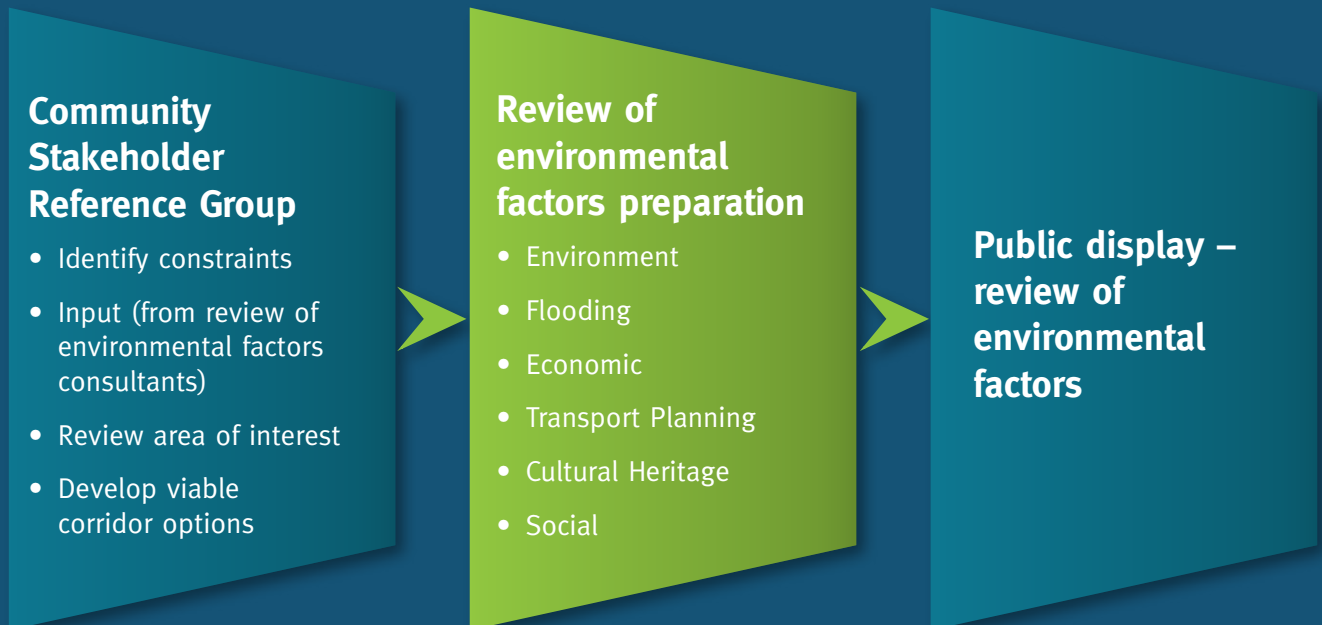 Community
Stakeholder
Reference Group
• Identify constraints
• Input (from review of
environmental factors
consultants)
• Review area of interest
• Develop viable
corridor options
Review of
environmental
factors preparation
• Environment
• Flooding
• Economic
• Transport Planning
• Cultural Heritage
• Social
Public display –
review of
environmental
factors